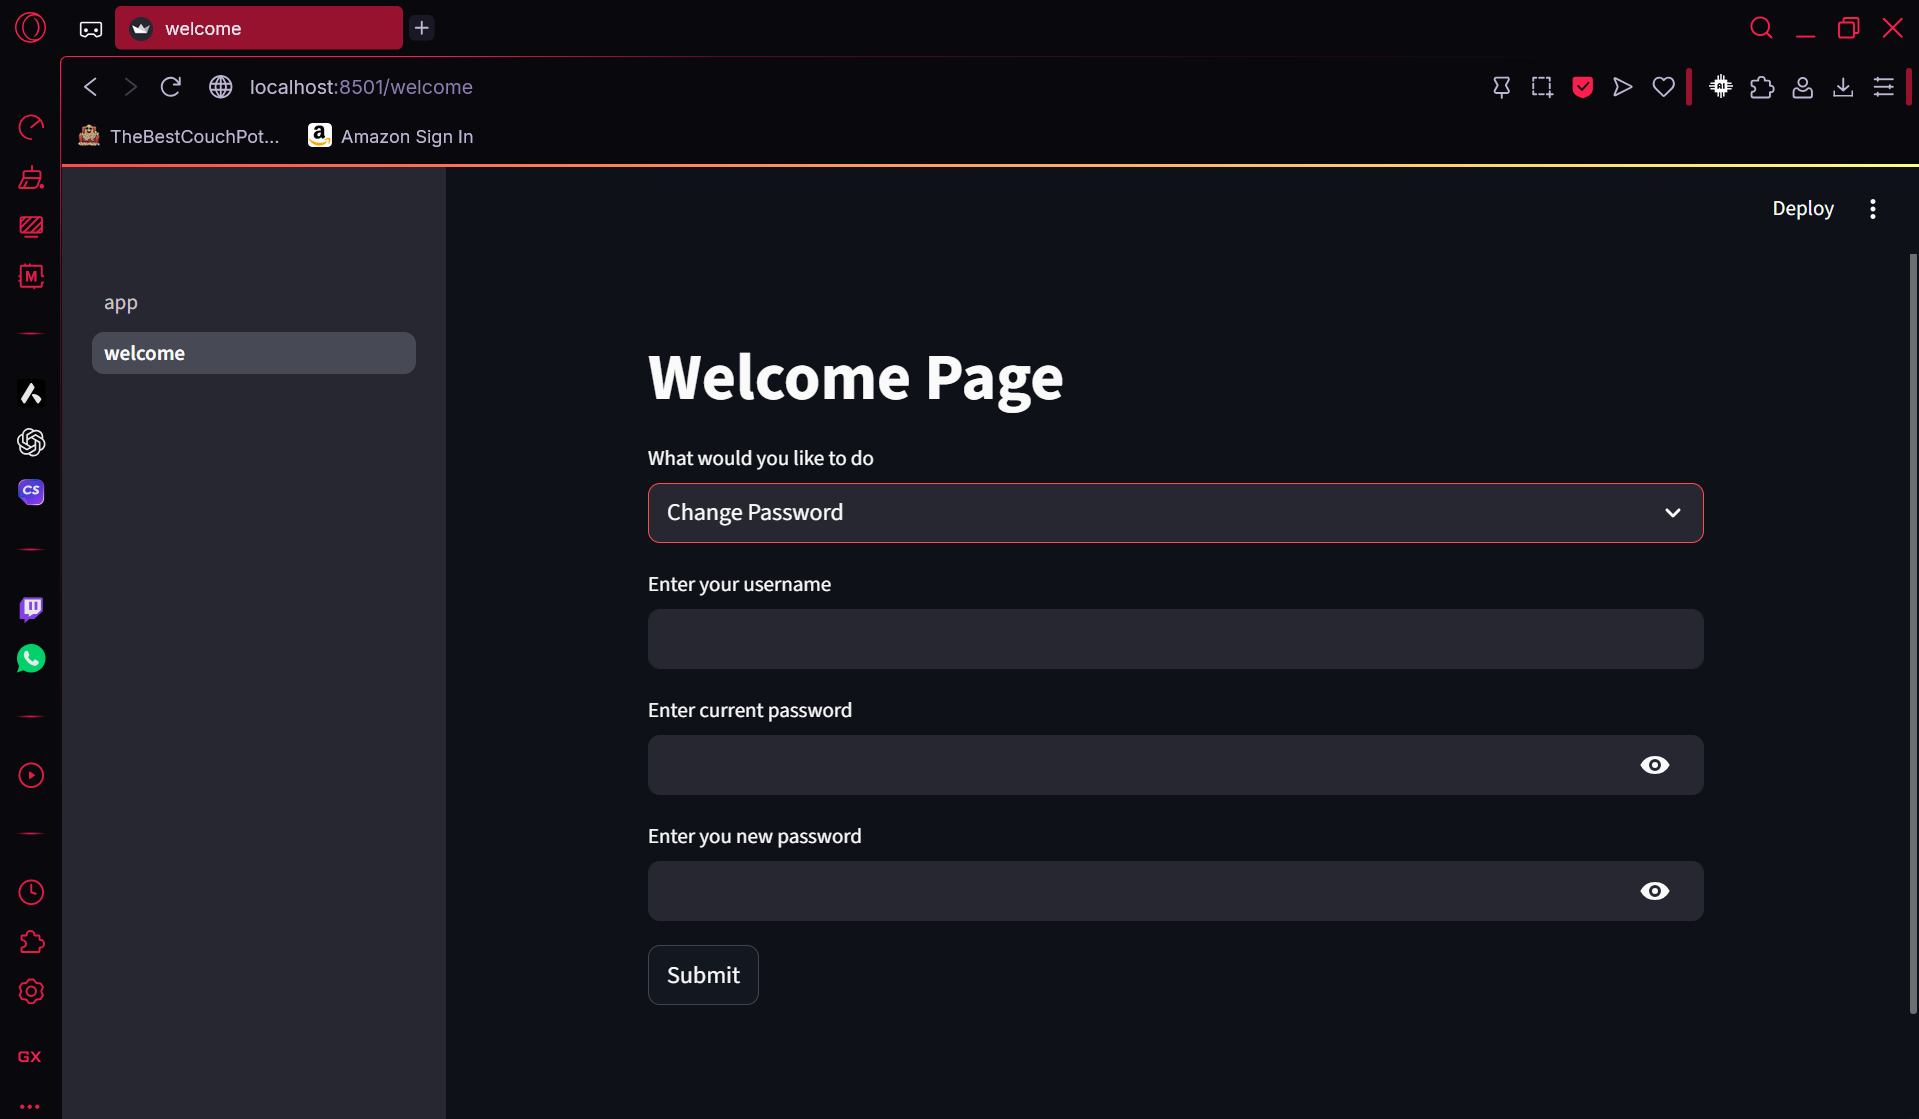 welcome
localhost:8501/welcome
TheBestCouchPot...
a
Amazon Sign In
Deploy
M
app
welcome
CS
GX
Welcome Page
What would you like to do
Change Password
Enter your username
Enter current password
Enter you new password
Submit